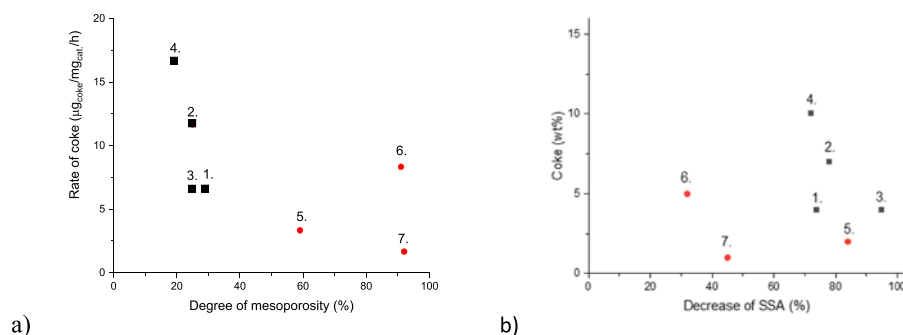 20
15
10
5
0
0 20 40 60 80 100
Rate of coke (μg_coke/mg_cat./h)
Degree of mesoporosity (%)
4.
2.
3. 1.
6.
5.
7.
a)
15
10
5
0
0 20 40 60 80 100
Coke (wt%)
Decrease of SSA (%)
4.
2.
6.
1. 3.
5.
7.
b)